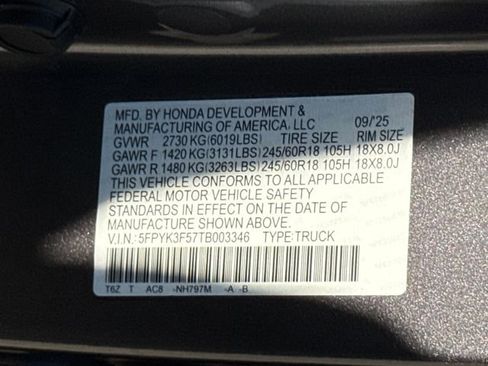 MFD. BY HONDA DEVELOPMENT &
MANUFACTURING OF AMERICA, LLC 09/'25
GVWR 2730 KG(6019LBS) TIRE SIZE RIM SIZE
GAWR F 1420 KG(3131LBS) 245/60R18 105H 18X8.0J
GAWR R 1480 KG(3263LBS) 245/60R18 105H 18X8.0J
THIS VEHICLE CONFORMS TO ALL APPLICABLE
FEDERAL MOTOR VEHICLE SAFETY
STANDARDS IN EFFECT ON THE DATE OF
MANUFACTURE SHOWN ABOVE.
V.I.N.: 5FPYK3F57TB003346 TYPE:TRUCK
T6Z T AC8 -NH797M -A -B